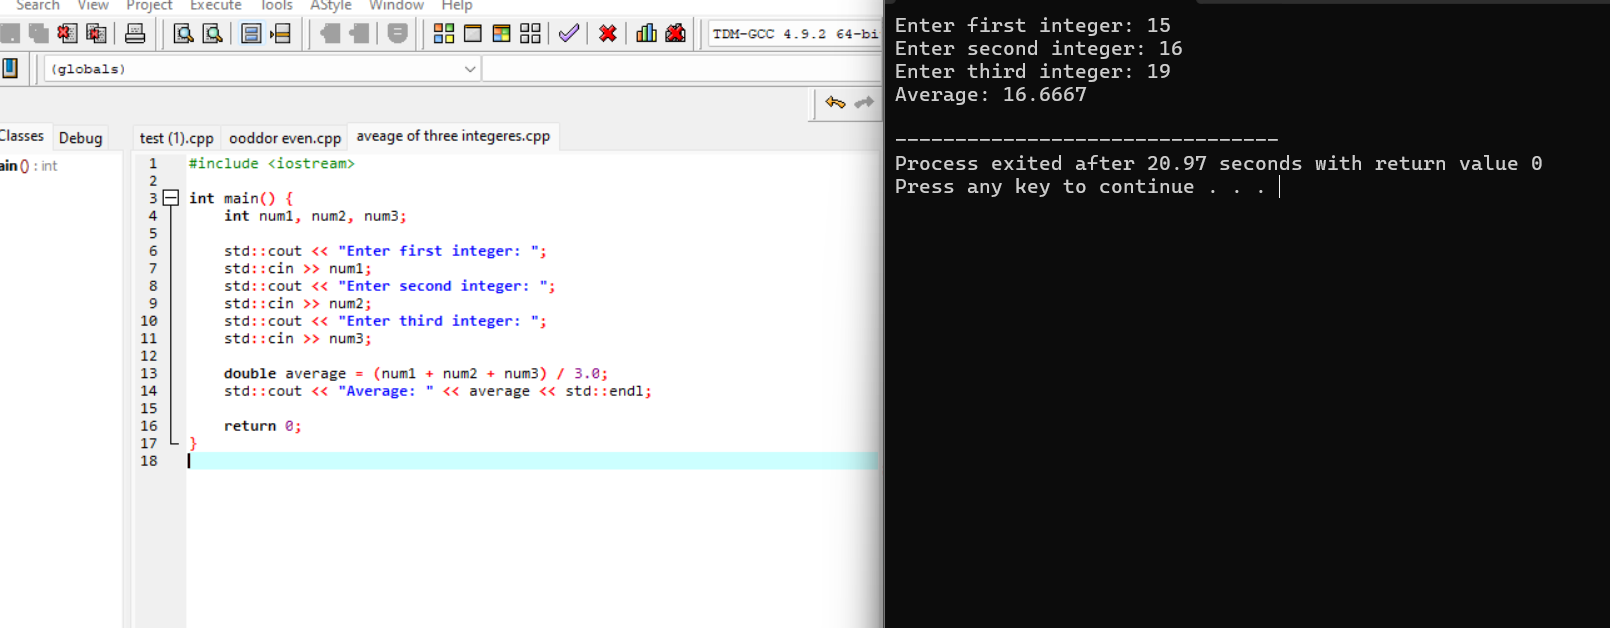 Search View Project Execute Tools AStyle Window Help
TDM-GCC 4.9.2 64-bi
(globals)
Classes Debug
test (1).cpp ooddor even.cpp aveage of three integeres.cpp
ain () : int
1 #include <iostream>
2
3 int main() {
4 int num1, num2, num3;
5
6 std::cout << "Enter first integer: ";
7 std::cin >> num1;
8 std::cout << "Enter second integer: ";
9 std::cin >> num2;
10 std::cout << "Enter third integer: ";
11 std::cin >> num3;
12
13 double average = (num1 + num2 + num3) / 3.0;
14 std::cout << "Average: " << average << std::endl;
15
16 return 0;
17 }
18
Enter first integer: 15
Enter second integer: 16
Enter third integer: 19
Average: 16.6667
--------------------------------
Process exited after 20.97 seconds with return value 0
Press any key to continue . . .